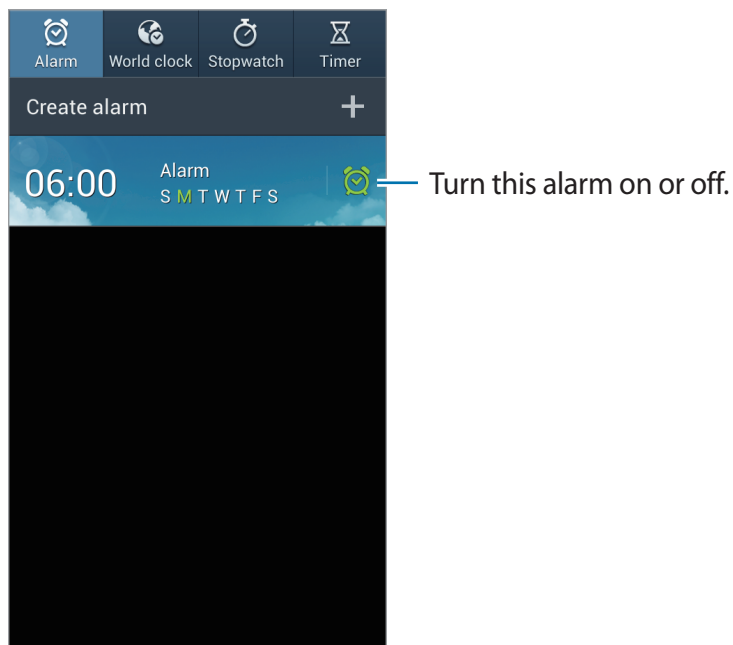 Alarm World clock Stopwatch Timer
Create alarm
06:00 Alarm
S M T W T F S
Turn this alarm on or off.